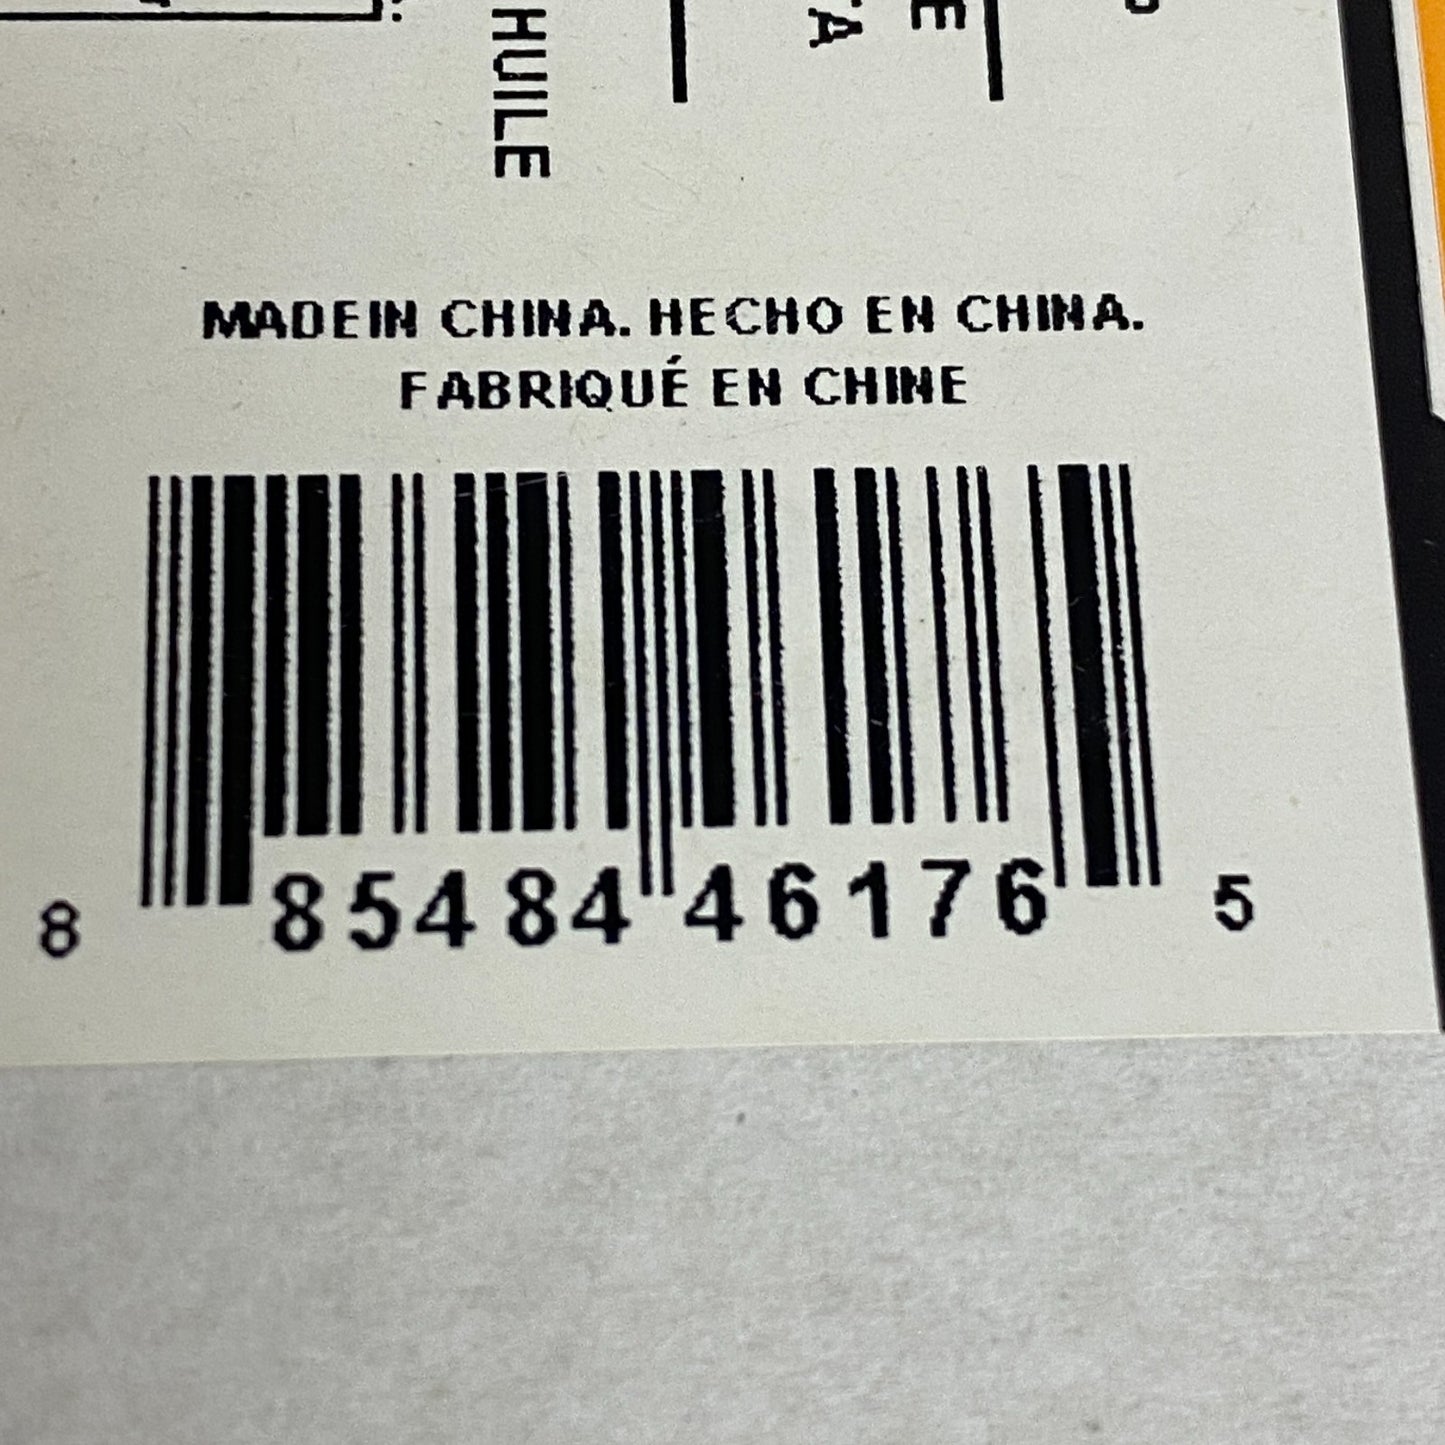 HUILE
MADEIN CHINA. HECHO EN CHINA.
FABRIQUÉ EN CHINE
8 85484 46176 5